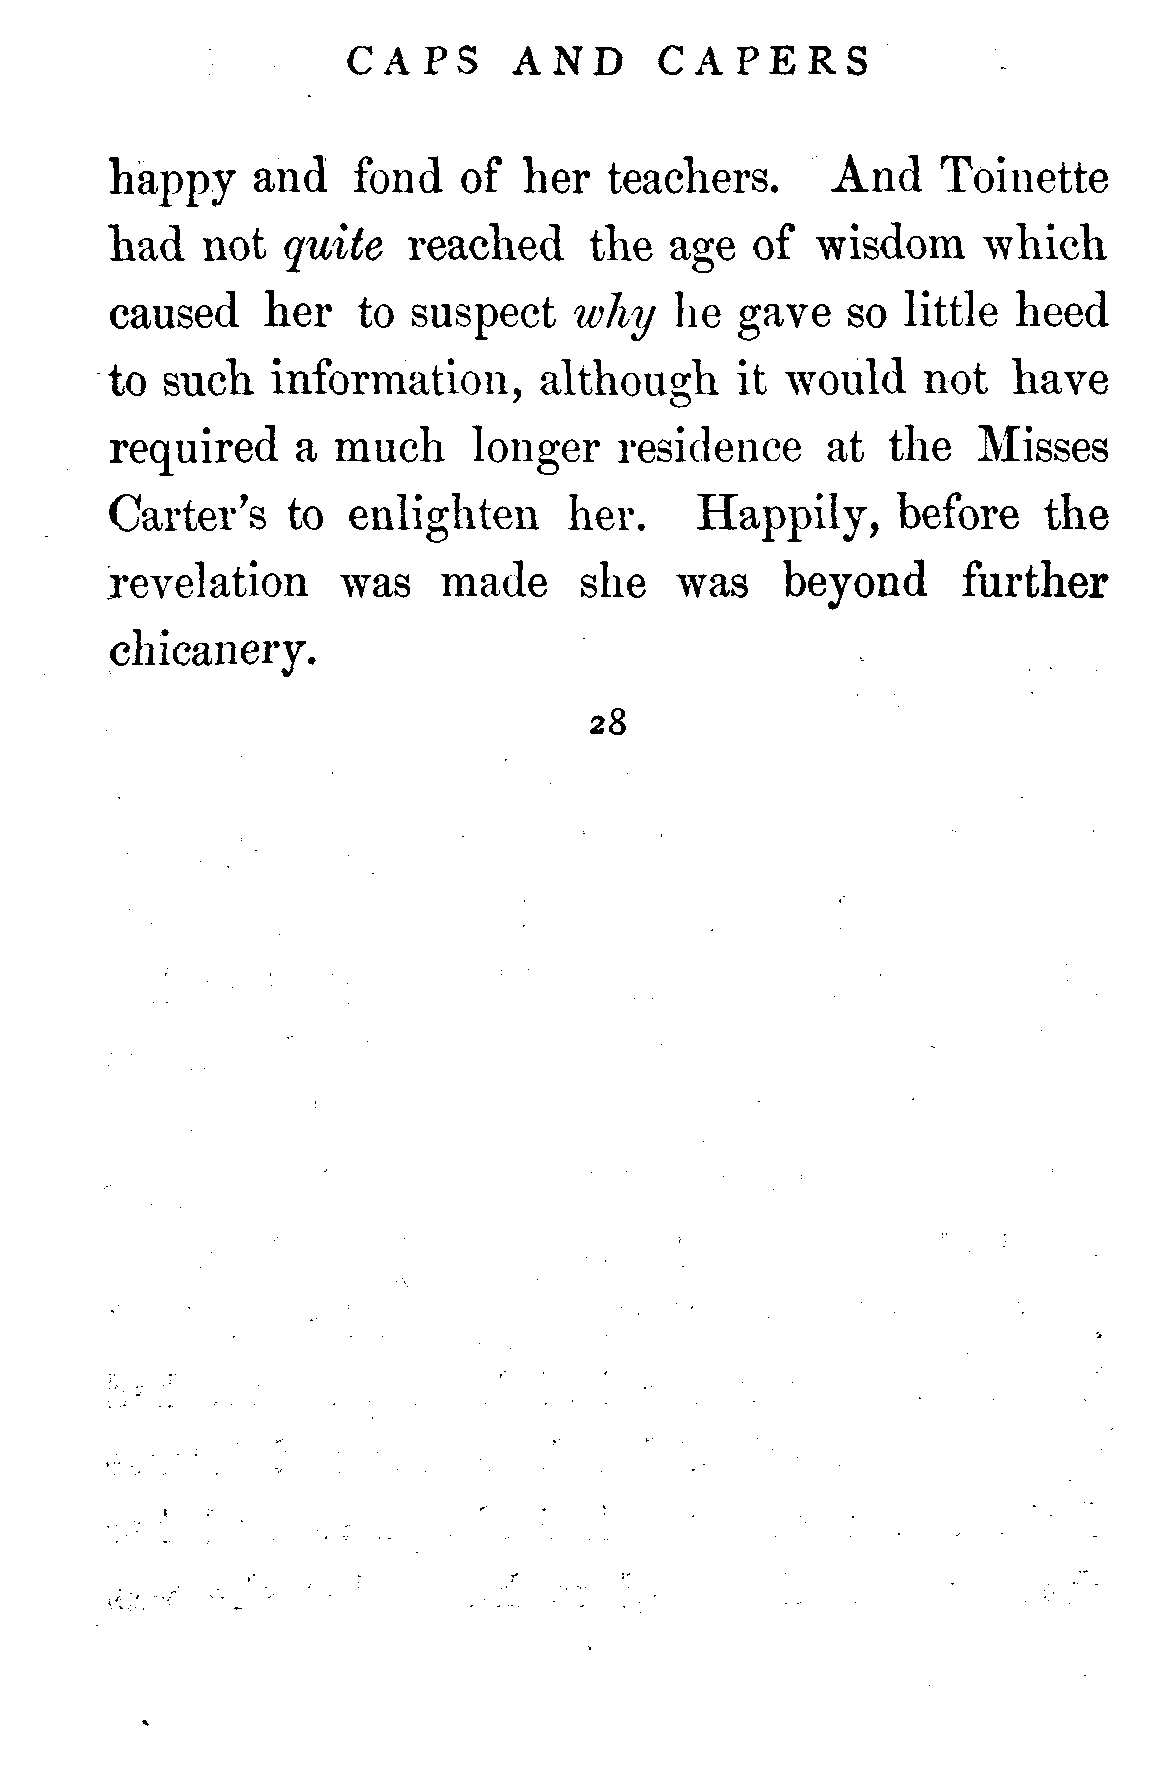 CAPS AND CAPERS
happy and fond of her teachers. And Toinette
had not quite reached the age of wisdom which
caused her to suspect why he gave so little heed
to such information, although it would not have
required a much longer residence at the Misses
Carter's to enlighten her. Happily, before the
revelation was made she was beyond further
chicanery.
28